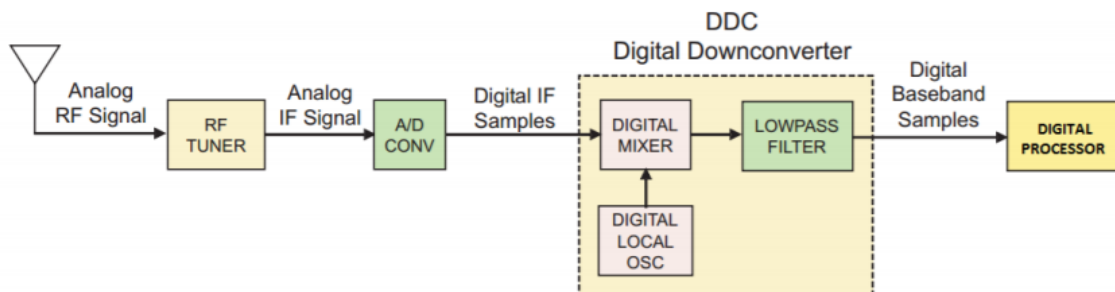 DDC
Digital Downconverter
Analog
RF Signal
RF
TUNER
Analog
IF Signal
A/D
CONV
Digital IF
Samples
DIGITAL
MIXER
LOWPASS
FILTER
DIGITAL
LOCAL
OSC
Digital
Baseband
Samples
DIGITAL
PROCESSOR